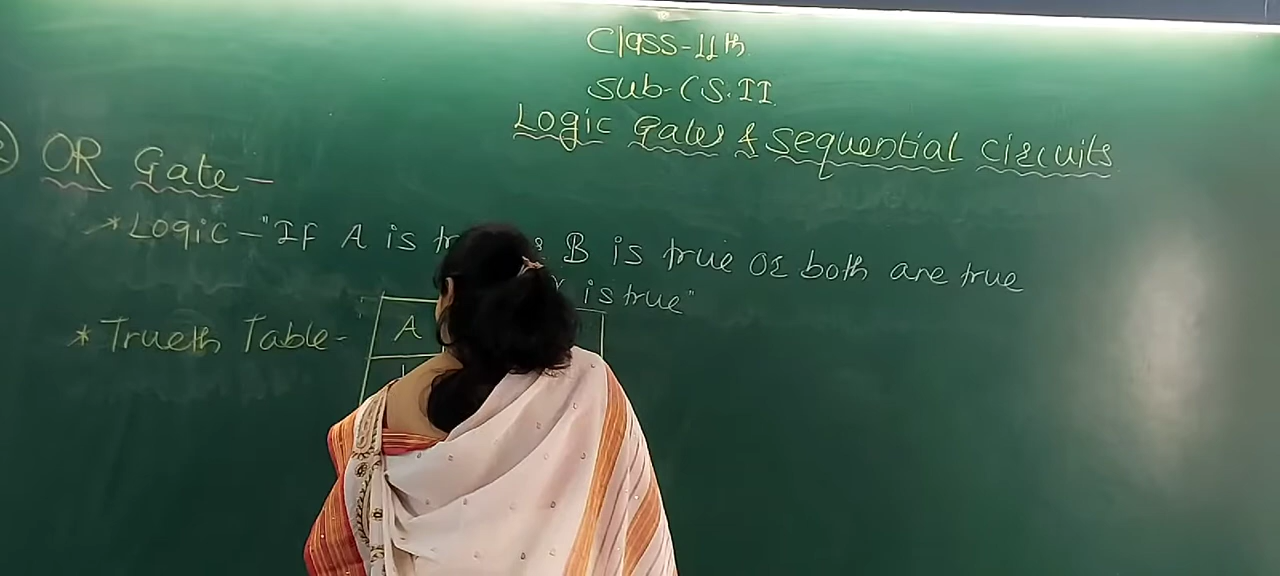 Class-11th
Sub-CS.II
Logic Gates & Sequential Circuits
OR Gate-
*Logic-"If A is B is true or both are true
is true"
*Trueth Table- A